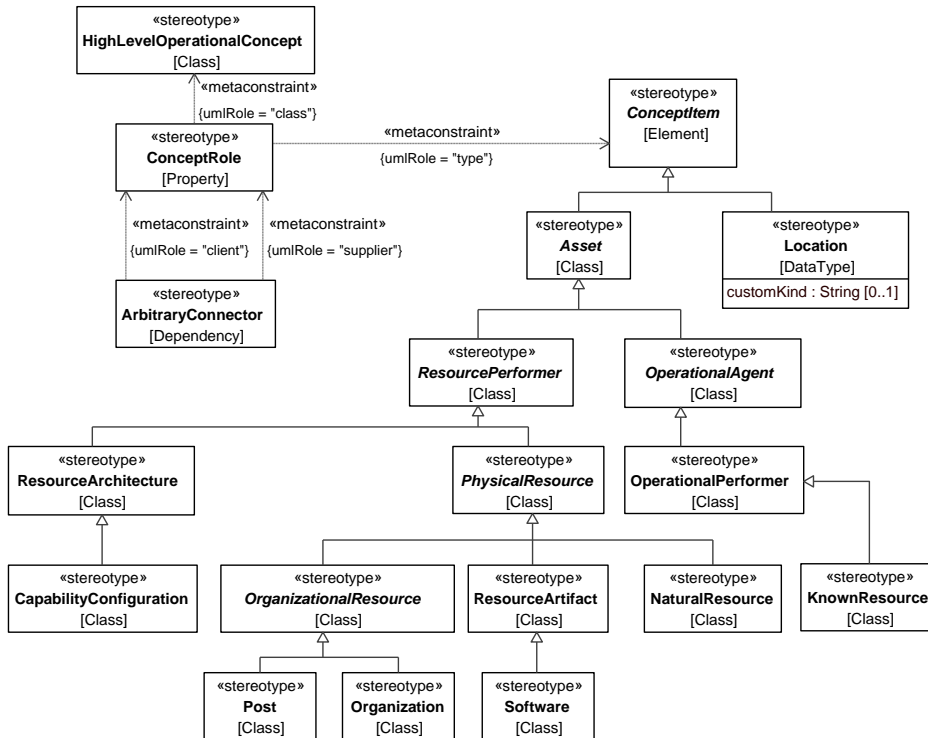 «stereotype»
HighLevelOperationalConcept
[Class]
«metaconstraint»
{umlRole = "class"}
«stereotype»
ConceptRole
[Property]
«metaconstraint»
{umlRole = "type"}
«stereotype»
ConceptItem
[Element]
«metaconstraint»
{umlRole = "client"}
«metaconstraint»
{umlRole = "supplier"}
«stereotype»
ArbitraryConnector
[Dependency]
«stereotype»
Asset
[Class]
«stereotype»
Location
[DataType]
customKind : String [0..1]
«stereotype»
ResourcePerformer
[Class]
«stereotype»
OperationalAgent
[Class]
«stereotype»
ResourceArchitecture
[Class]
«stereotype»
PhysicalResource
[Class]
«stereotype»
OperationalPerformer
[Class]
«stereotype»
CapabilityConfiguration
[Class]
«stereotype»
OrganizationalResource
[Class]
«stereotype»
ResourceArtifact
[Class]
«stereotype»
NaturalResource
[Class]
«stereotype»
KnownResource
[Class]
«stereotype»
Post
[Class]
«stereotype»
Organization
[Class]
«stereotype»
Software
[Class]